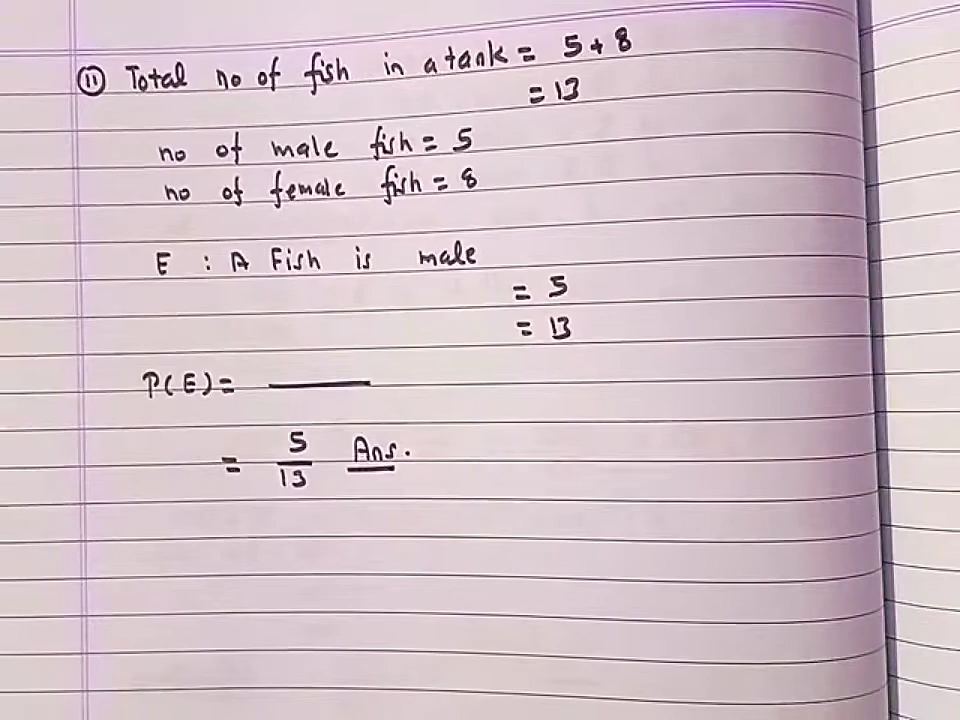 (11) Total no of fish in a tank = 5 + 8
= 13
no of male fish = 5
no of female fish = 8
E : A Fish is male
= 5
= 13
P(E) = ———
= 5/13 Ans.